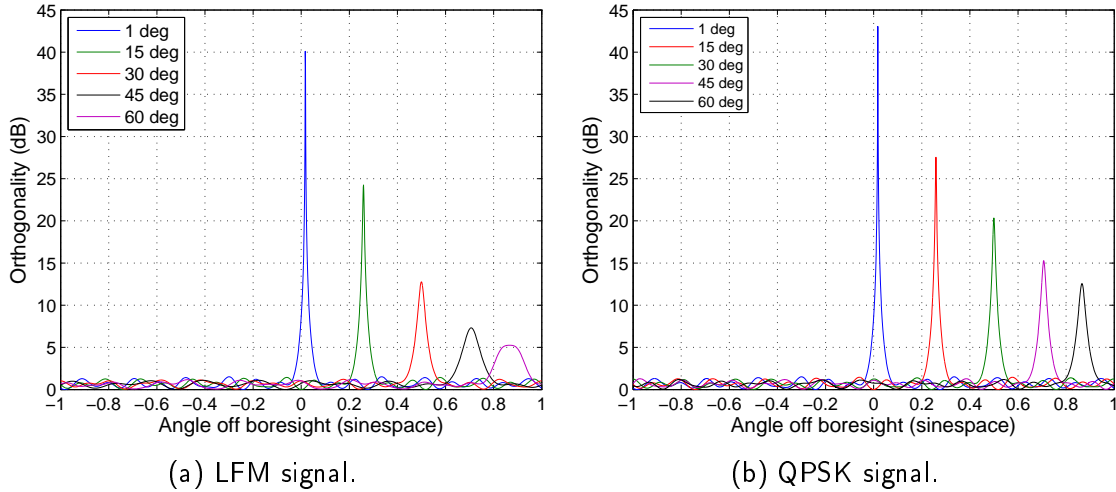 45
40
35
30
25
20
15
10
5
0
Orthogonality (dB)
1 deg
15 deg
30 deg
45 deg
60 deg
−1 −0.8 −0.6 −0.4 −0.2 0 0.2 0.4 0.6 0.8 1
Angle off boresight (sinespace)
(a) LFM signal.
45
40
35
30
25
20
15
10
5
0
Orthogonality (dB)
1 deg
15 deg
30 deg
45 deg
60 deg
−1 −0.8 −0.6 −0.4 −0.2 0 0.2 0.4 0.6 0.8 1
Angle off boresight (sinespace)
(b) QPSK signal.